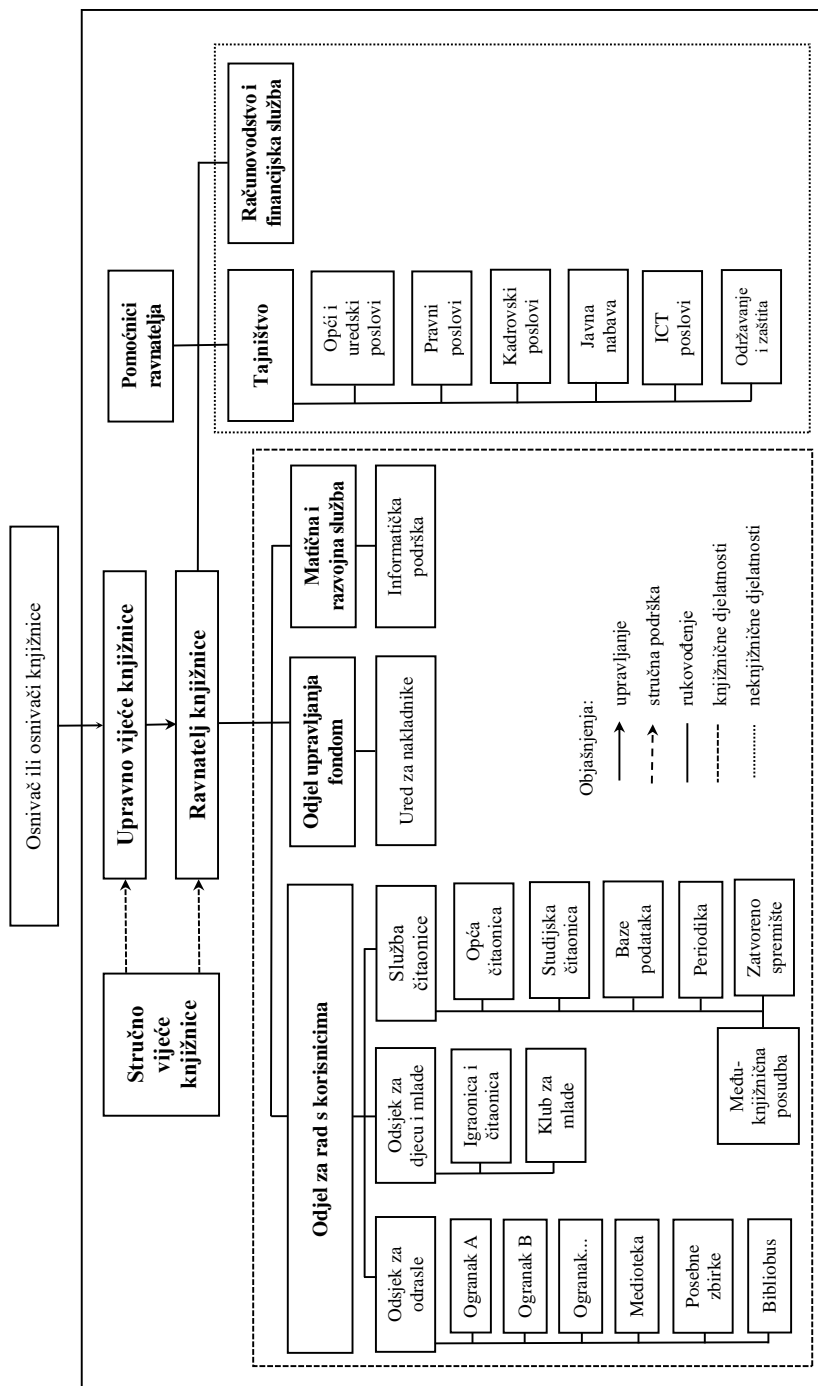 Osnivač ili osnivači knjižnice
Upravno vijeće knjižnice
Stručno
vijeće
knjižnice
Ravnatelj knjižnice
Pomoćnici
ravnatelja
Odjel za rad s korisnicima
Odsjek za
odrasle
Ogranak A
Ogranak B
Ogranak...
Medioteka
Posebne
zbirke
Bibliobus
Odsjek za
djecu i mlade
Igraonica i
čitaonica
Klub za
mlade
Služba
čitaonice
Opća
čitaonica
Studijska
čitaonica
Baze
podataka
Periodika
Zatvoreno
spremište
Među-
knjižnična
posudba
Odjel upravljanja
fondom
Ured za nakladnike
Matična i
razvojna služba
Informatička
podrška
Objašnjenja:
upravljanje
stručna podrška
rukovođenje
knjižnične djelatnosti
neknjižnične djelatnosti
Tajništvo
Opći i
uredski
poslovi
Pravni
poslovi
Kadrovski
poslovi
Javna
nabava
ICT
poslovi
Održavanje
i zaštita
Računovodstvo i
financijska služba